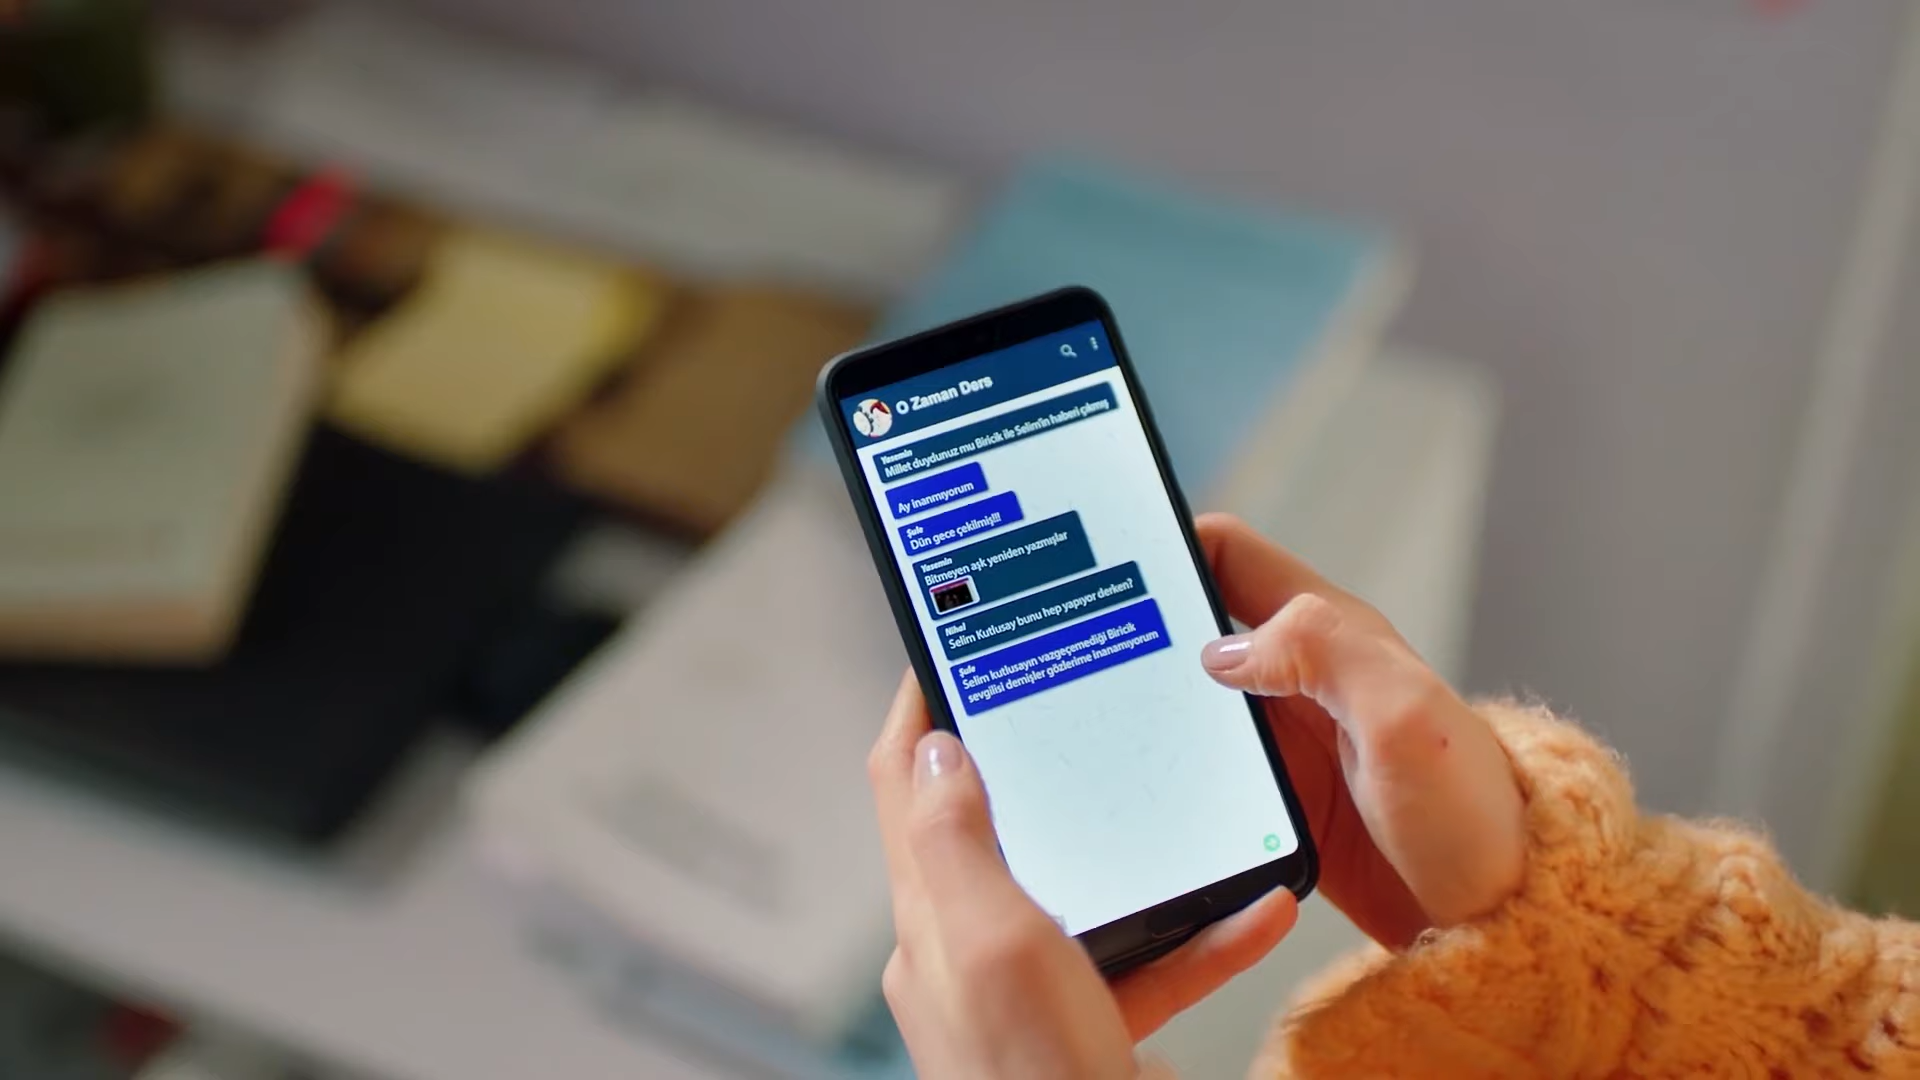 O Zaman Ders
Yasemin
Millet duydunuz mu Biricik ile Selim'in haberi çıkmış
Ay inanmıyorum
Şule
Dün gece çekilmiş!!!
Yasemin
Bitmeyen aşk yeniden yazmışlar
Nihal
Selim Kutlusay bunu hep yapıyor derken?
Şule
Selim kutlusayın vazgeçemediği Biricik
sevgilisi demişler gözlerime inanamıyorum